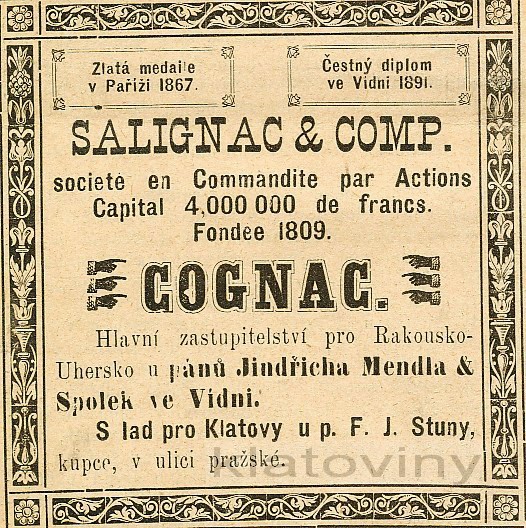 Zlatá medaile
v Paříži 1867.
Čestný diplom
ve Vídni 1891.
SALIGNAC & COMP.
societé en Commandite par Actions
Capital 4,000 000 de francs.
Fondée 1809.
COGNAC.
Hlavní zastupitelství pro Rakousko-
Uhersko u pánů Jindřicha Mendla &
Spolek ve Vídni.
S lad pro Klatovy u p. F. J. Stuny,
kupce, v ulici pražské.
Klatoviny